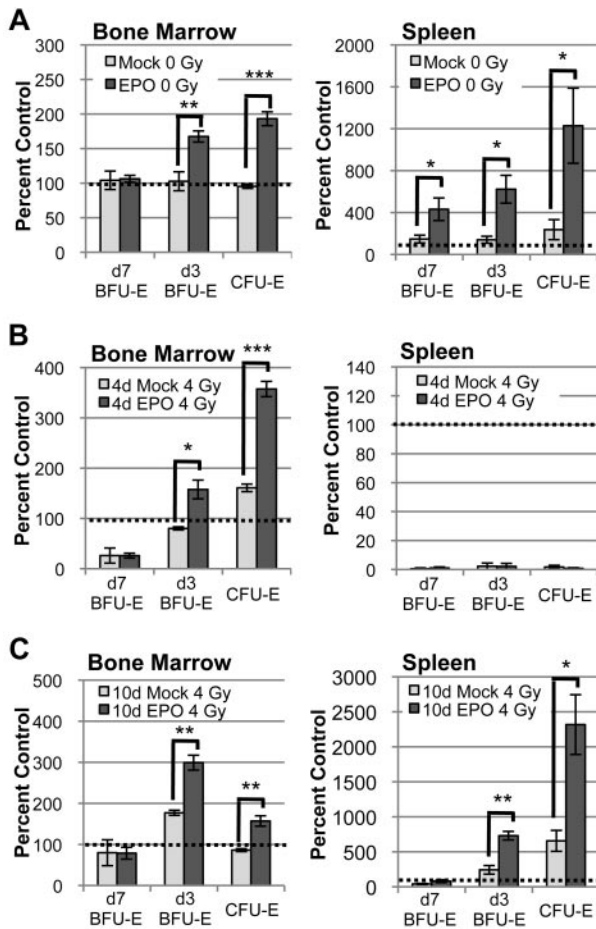 A
Bone Marrow
Percent Control
300
250
200
150
100
50
0
Mock 0 Gy
EPO 0 Gy
**
***
d7
BFU-E
d3
BFU-E
CFU-E
Spleen
Percent Control
2000
1600
1200
800
400
0
Mock 0 Gy
EPO 0 Gy
*
*
*
d7
BFU-E
d3
BFU-E
CFU-E
B
Bone Marrow
Percent Control
400
300
200
100
0
4d Mock 4 Gy
4d EPO 4 Gy
*
***
d7
BFU-E
d3
BFU-E
CFU-E
Spleen
Percent Control
140
120
100
80
60
40
20
0
4d Mock 4 Gy
4d EPO 4 Gy
d7
BFU-E
d3
BFU-E
CFU-E
C
Bone Marrow
Percent Control
500
400
300
200
100
0
10d Mock 4 Gy
10d EPO 4 Gy
**
**
d7
BFU-E
d3
BFU-E
CFU-E
Spleen
Percent Control
3000
2500
2000
1500
1000
500
0
10d Mock 4 Gy
10d EPO 4 Gy
**
*
d7
BFU-E
d3
BFU-E
CFU-E